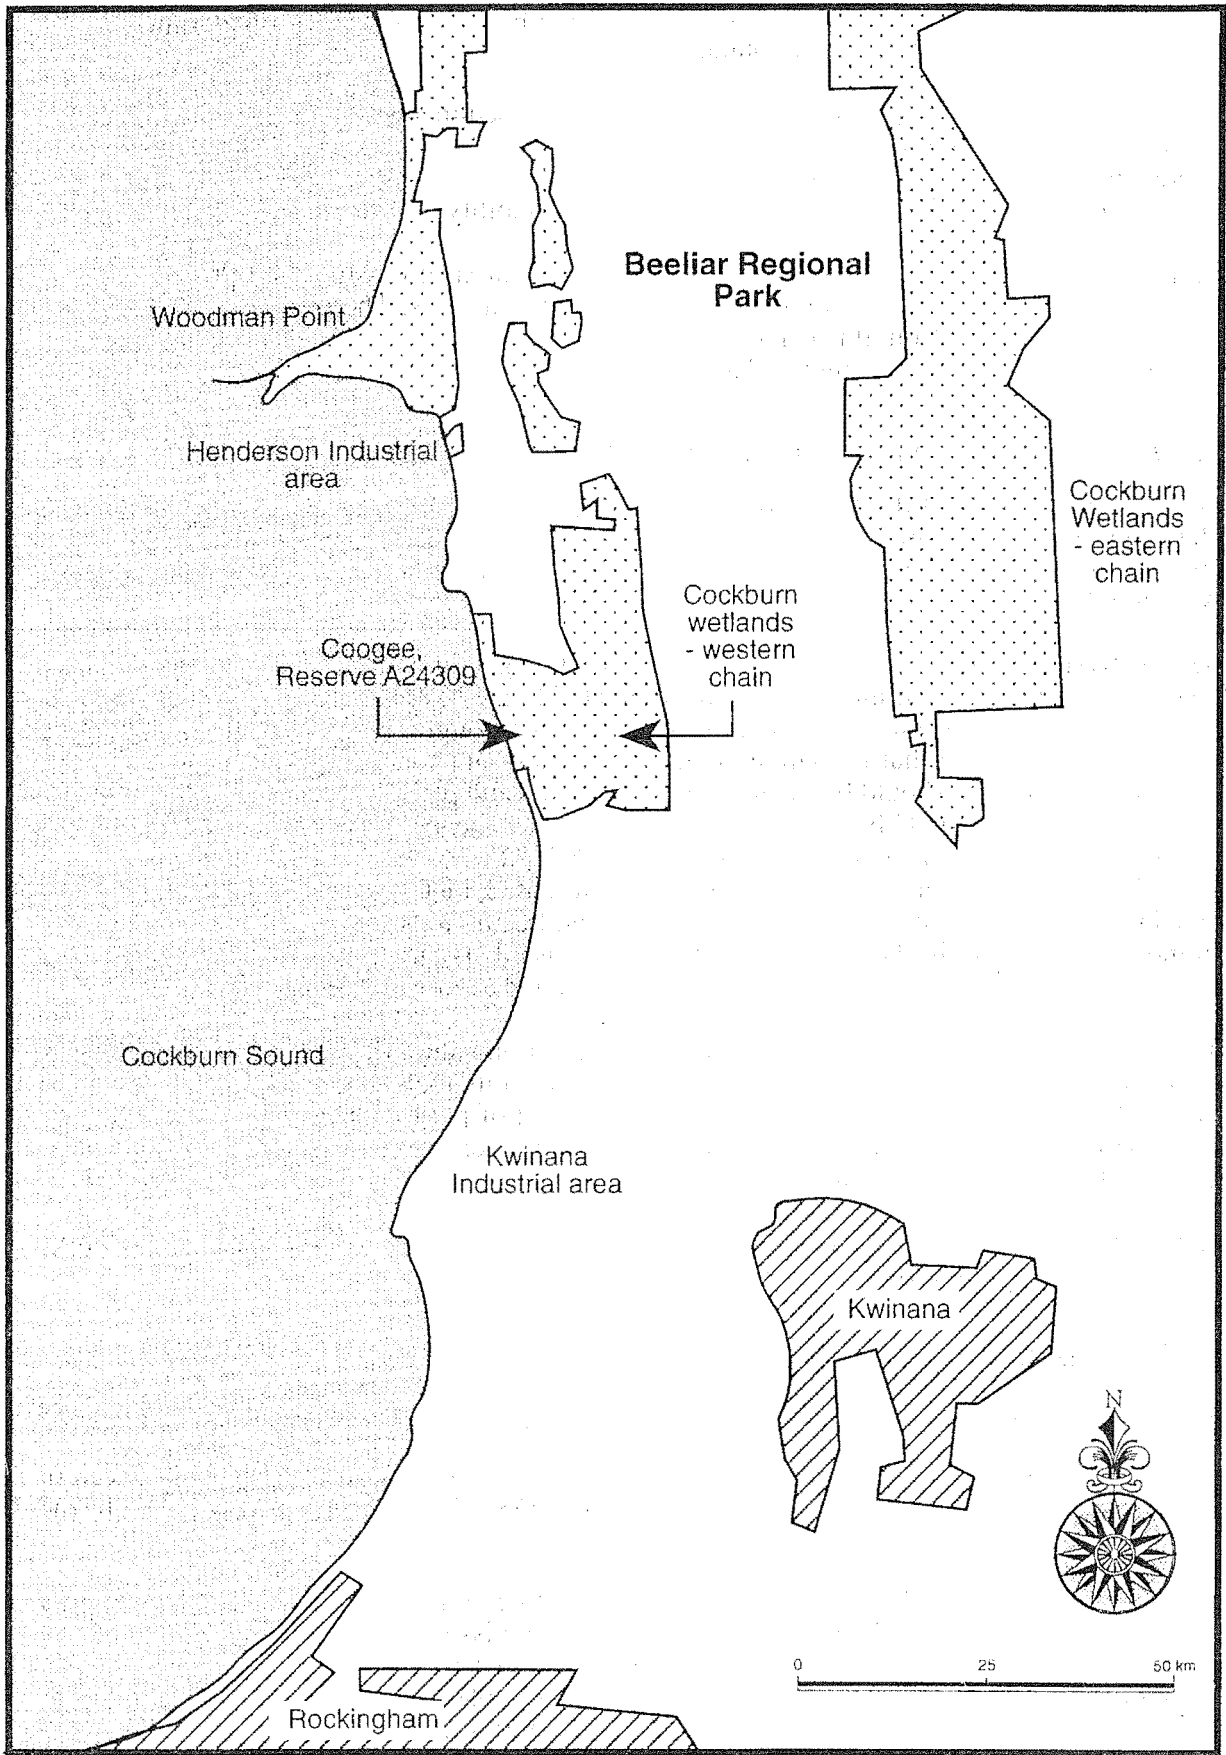 Beeliar Regional
Park
Woodman Point
Henderson Industrial
area
Cockburn
Wetlands
- eastern
chain
Cockburn
wetlands
- western
chain
Coogee,
Reserve A24309
Cockburn Sound
Kwinana
Industrial area
Kwinana
N
0 25 50 km
Rockingham